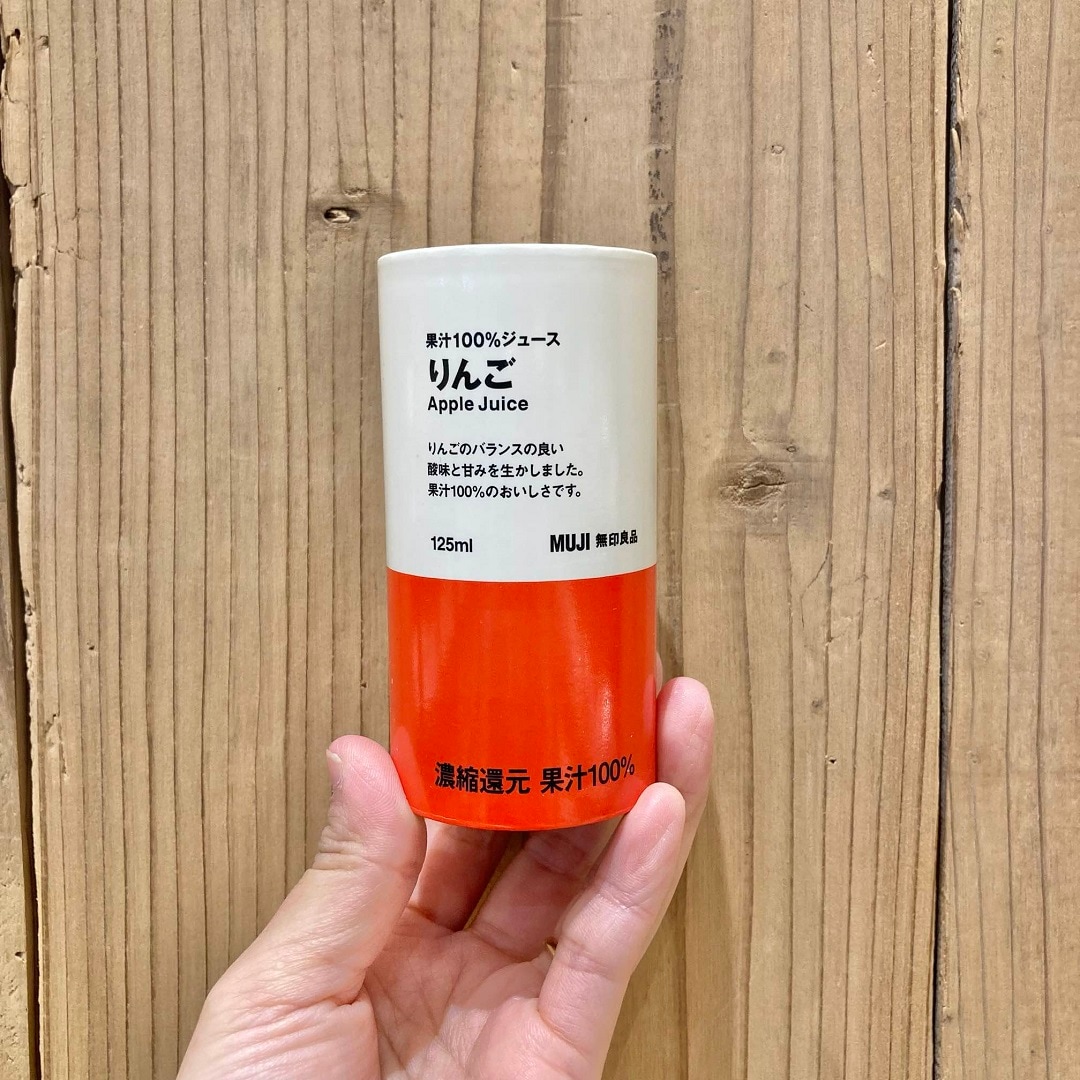 果汁100%ジュース
りんご
Apple Juice
りんごのバランスの良い
酸味と甘みを生かしました。
果汁100%のおいしさです。
125ml MUJI 無印良品
濃縮還元 果汁100%